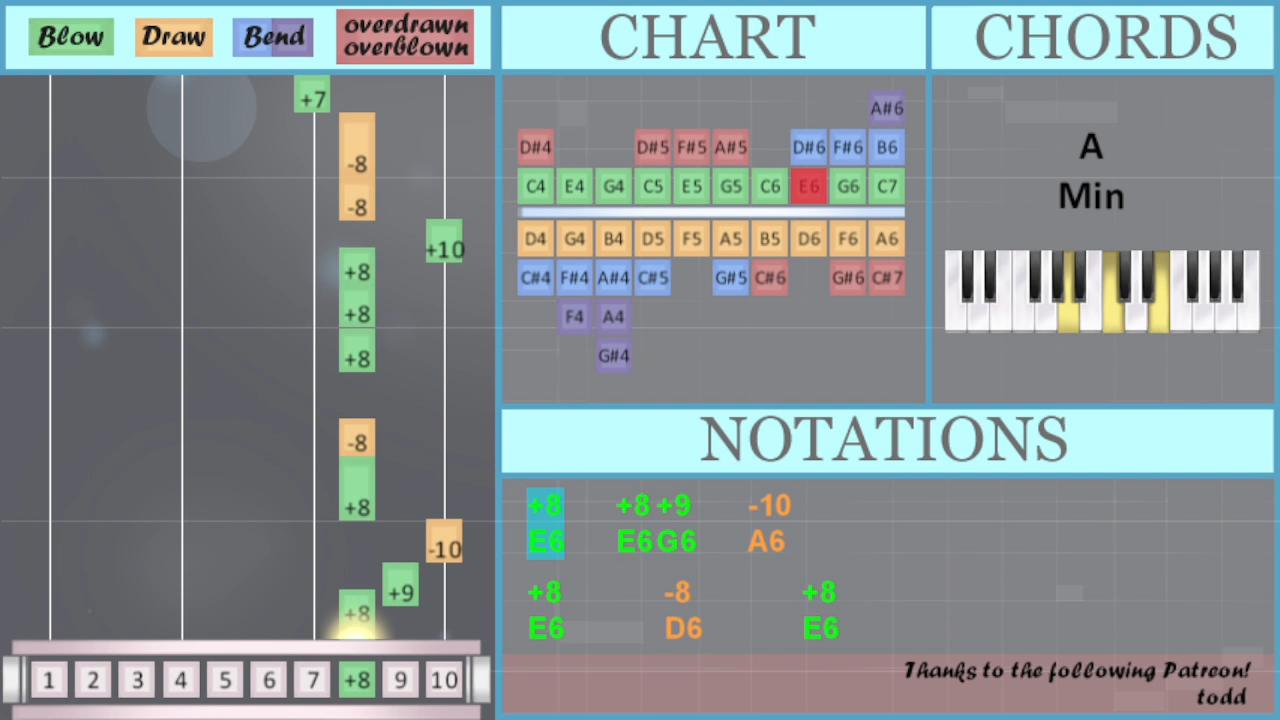 Blow Draw Bend overdrawn
overblown
CHART
CHORDS
+7
-8
-8
+10
+8
+8
+8
-8
+8
-10
+9
+8
1 2 3 4 5 6 7 +8 9 10
A#6
D#4 D#5 F#5 A#5 D#6 F#6 B6
C4 E4 G4 C5 E5 G5 C6 E6 G6 C7
D4 G4 B4 D5 F5 A5 B5 D6 F6 A6
C#4 F#4 A#4 C#5 G#5 C#6 G#6 C#7
F4 A4
G#4
A
Min
NOTATIONS
+8 +8 +9 -10
E6 E6 G6 A6
+8 -8 +8
E6 D6 E6
Thanks to the following Patreon!
todd